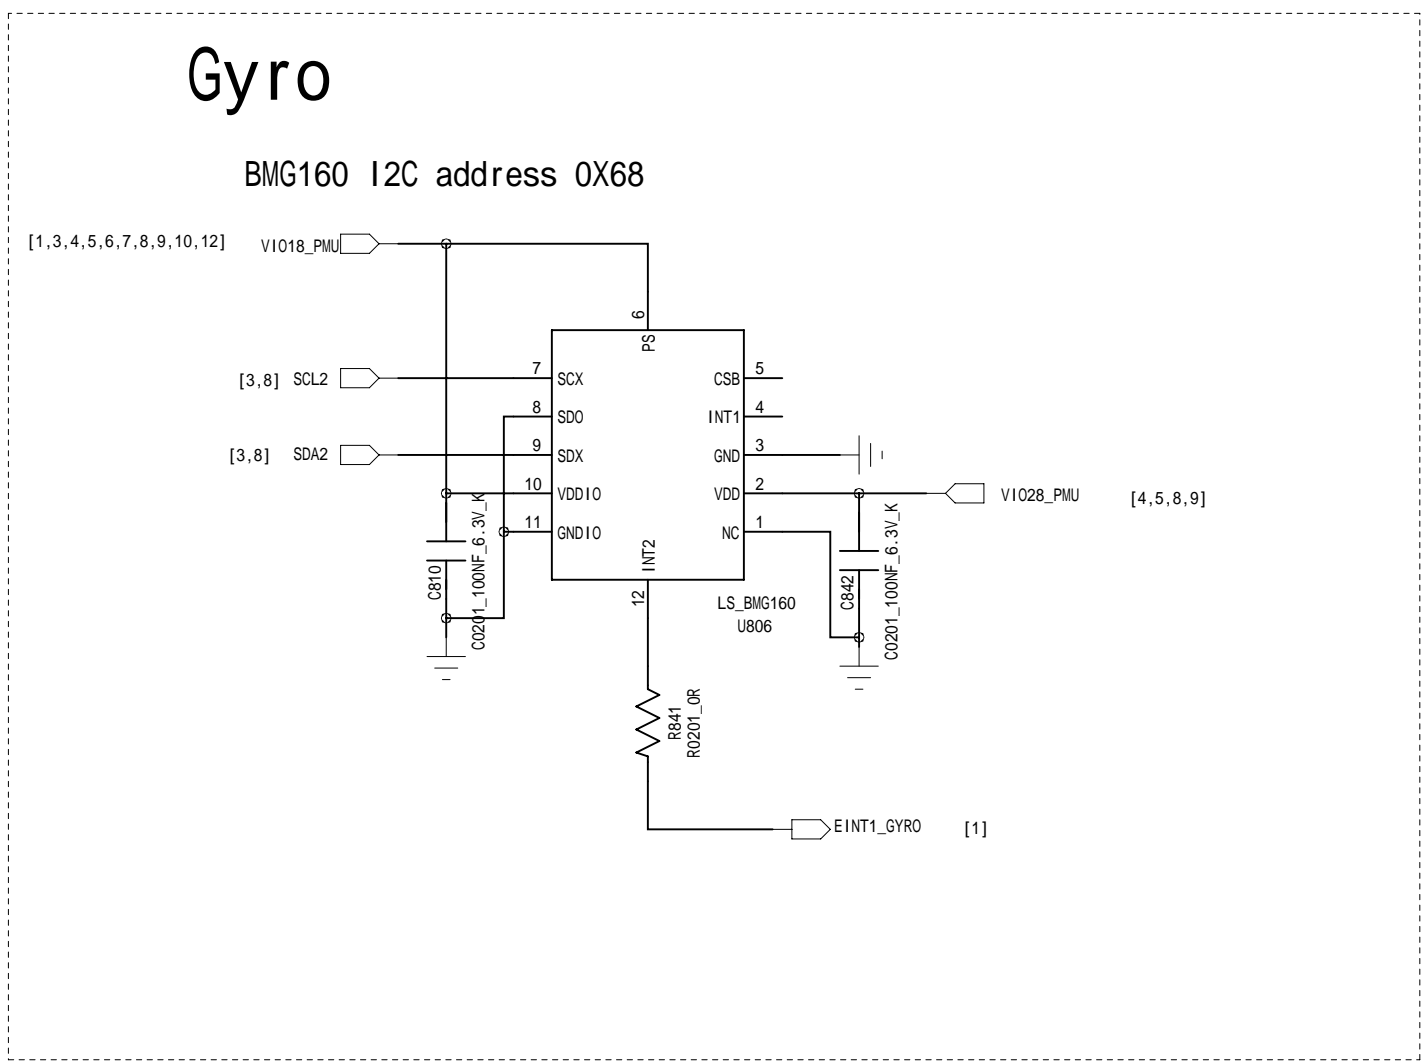 Gyro
BMG160 I2C address 0X68
[1,3,4,5,6,7,8,9,10,12] VIO18_PMU
6
PS
[3,8] SCL2
7 SCX
CSB 5
8 SDO
INT1 4
[3,8] SDA2
9 SDX
GND 3
10 VDDIO
VDD 2
VIO28_PMU [4,5,8,9]
11 GNDIO
NC 1
INT2
12
C810
C0201_100NF_6.3V_K
C842
C0201_100NF_6.3V_K
LS_BMG160
U806
R841
R0201_0R
EINT1_GYRO [1]